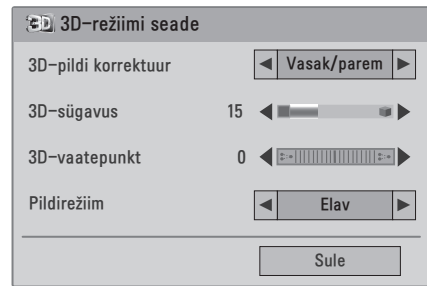 3D 3D-režiimi seade
3D-pildi korrektuur Vasak/parem
3D-sügavus 15
3D-vaatepunkt 0
Pildirežiim Elav
Sule